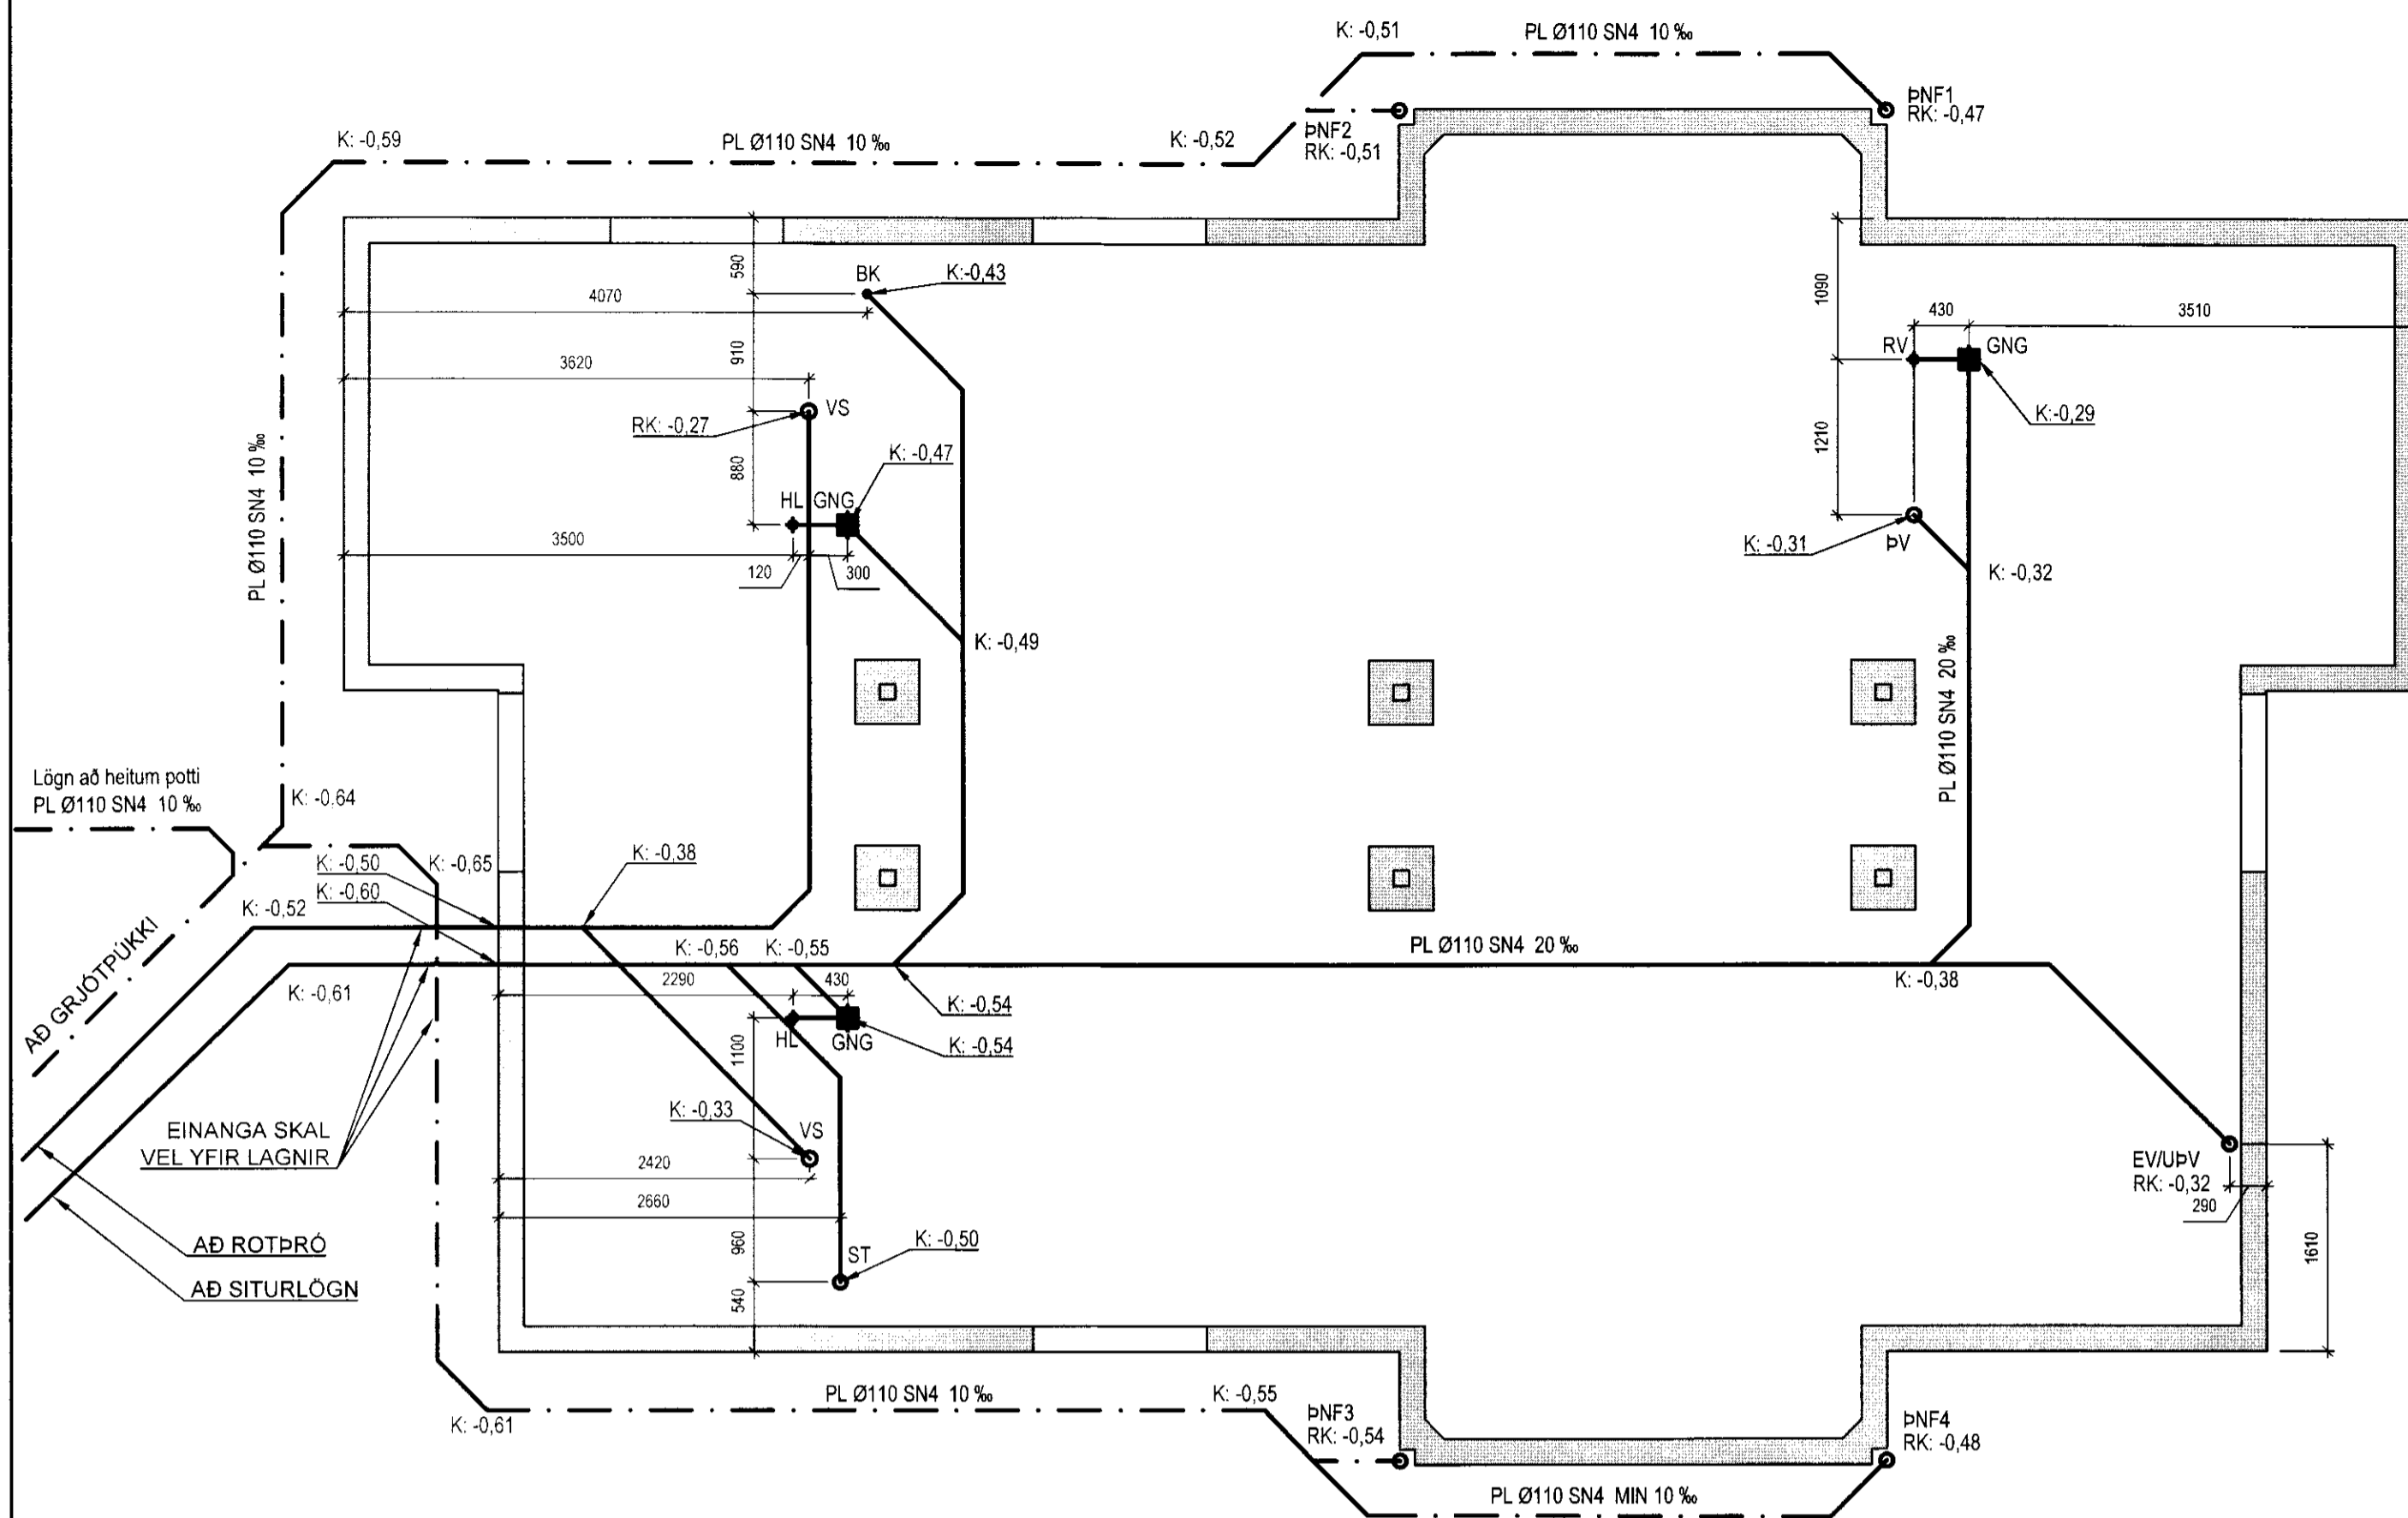 K: -0,51
PL Ø110 SN4 10 ‰
ÞNF1
RK: -0,47
K: -0,59
PL Ø110 SN4 10 ‰
K: -0,52
ÞNF2
RK: -0,51
590
BK
K:-0,43
4070
1090
430
3510
910
3620
RV
GNG
VS
RK: -0,27
K:-0,29
K: -0,47
880
1210
HL
GNG
PL Ø110 SN4 10 ‰
3500
120
300
K: -0,31
ÞV
K: -0,32
K: -0,49
PL Ø110 SN4 20 ‰
Lögn að heitum potti
PL Ø110 SN4 10 ‰
K: -0,64
K: -0,50
K: -0,65
K: -0,38
K: -0,60
K: -0,52
AÐ GRJÓTPÚKKI
K: -0,56
K: -0,55
PL Ø110 SN4 20 ‰
K: -0,61
2290
430
K: -0,54
K: -0,38
HL
GNG
K: -0,54
1100
K: -0,33
VS
EINANGA SKAL
VEL YFIR LAGNIR
2420
2660
EV/UÞV
RK: -0,32
290
960
ST
K: -0,50
1610
AÐ ROTÞRÓ
AÐ SITURLÖGN
540
PL Ø110 SN4 10 ‰
K: -0,55
K: -0,61
ÞNF3
RK: -0,54
ÞNF4
RK: -0,48
PL Ø110 SN4 MIN 10 ‰